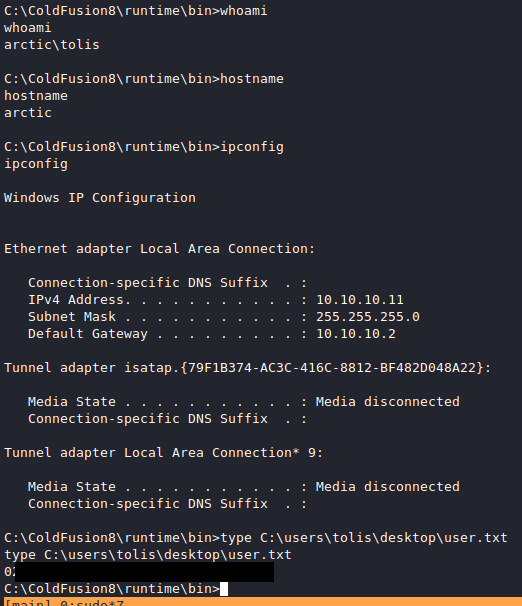 C:\ColdFusion8\runtime\bin>whoami
whoami
arctic\tolis
C:\ColdFusion8\runtime\bin>hostname
hostname
arctic
C:\ColdFusion8\runtime\bin>ipconfig
ipconfig
Windows IP Configuration
Ethernet adapter Local Area Connection:
   Connection-specific DNS Suffix  . :
   IPv4 Address. . . . . . . . . . . : 10.10.10.11
   Subnet Mask . . . . . . . . . . . : 255.255.255.0
   Default Gateway . . . . . . . . . : 10.10.10.2
Tunnel adapter isatap.{79F1B374-AC3C-416C-8812-BF482D048A22}:
   Media State . . . . . . . . . . . : Media disconnected
   Connection-specific DNS Suffix  . :
Tunnel adapter Local Area Connection* 9:
   Media State . . . . . . . . . . . : Media disconnected
   Connection-specific DNS Suffix  . :
C:\ColdFusion8\runtime\bin>type C:\users\tolis\desktop\user.txt
type C:\users\tolis\desktop\user.txt
C:\ColdFusion8\runtime\bin>